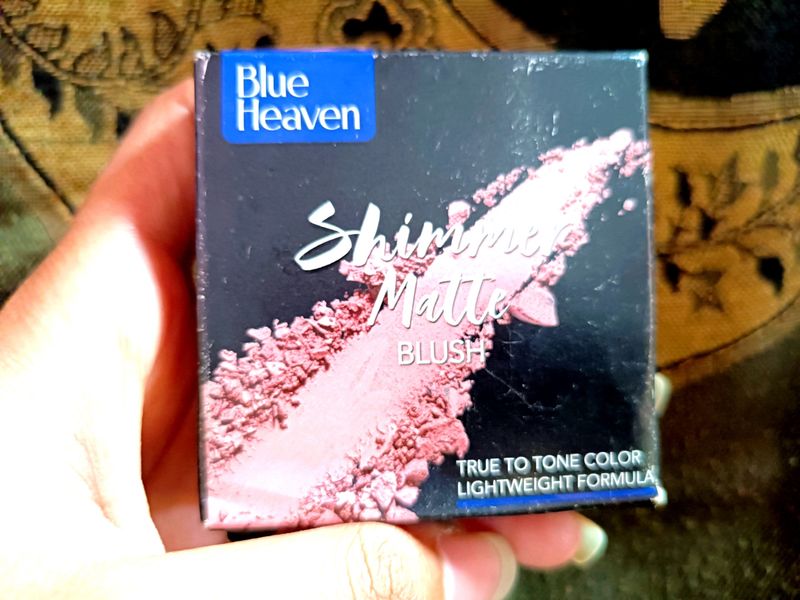 Blue
Heaven
Shimmer
Matte
BLUSH
TRUE TO TONE COLOR
LIGHTWEIGHT FORMULA